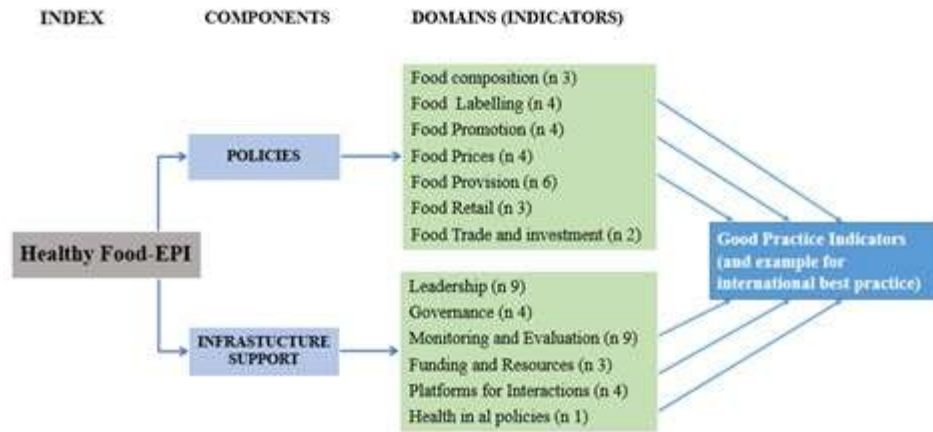 INDEX
COMPONENTS
DOMAINS (INDICATORS)
Food composition (n 3)
Food Labelling (n 4)
Food Promotion (n 4)
Food Prices (n 4)
Food Provision (n 6)
Food Retail (n 3)
Food Trade and investment (n 2)
POLICIES
Healthy Food-EPI
INFRASTUCTURE
SUPPORT
Leadership (n 9)
Governance (n 4)
Monitoring and Evaluation (n 9)
Funding and Resources (n 3)
Platforms for Interactions (n 4)
Health in al policies (n 1)
Good Practice Indicators
(and example for
international best practice)